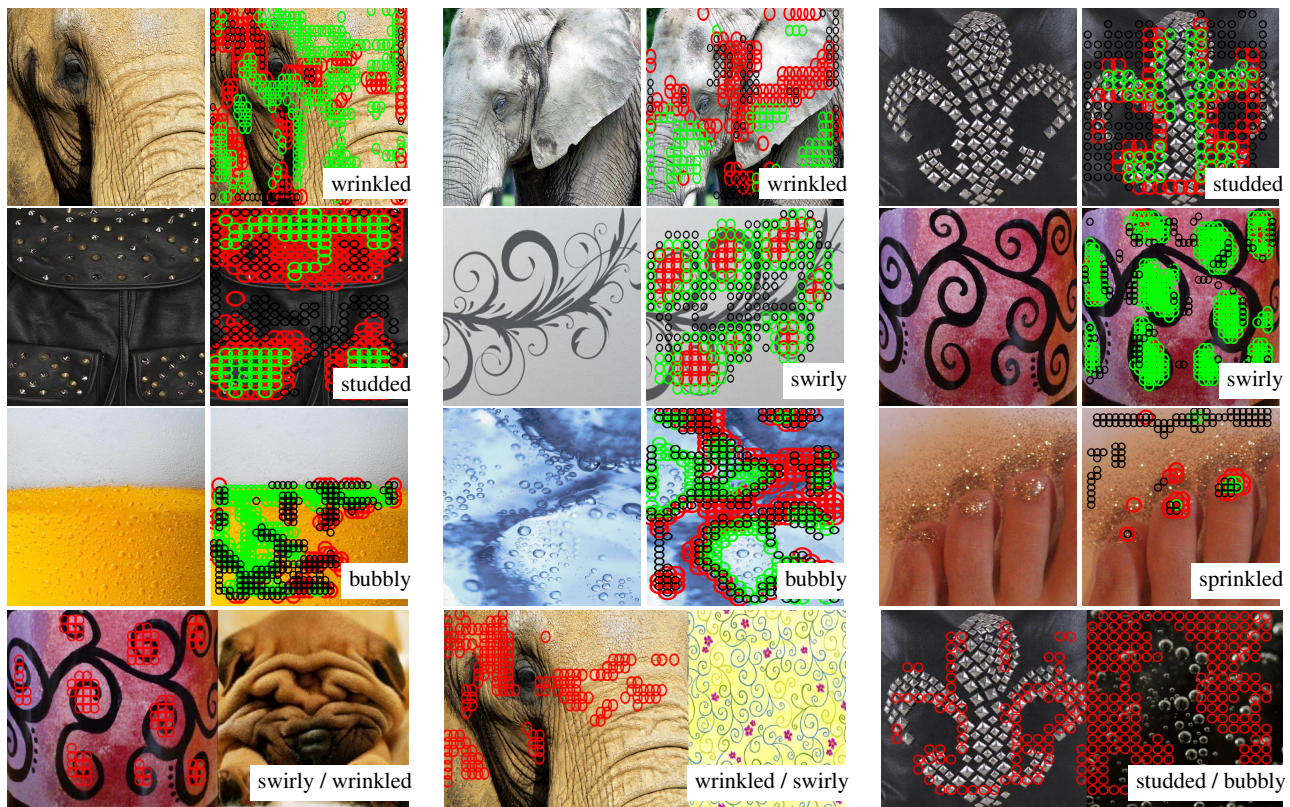 wrinkled
wrinkled
studded
studded
swirly
swirly
bubbly
bubbly
sprinkled
swirly / wrinkled
wrinkled / swirly
studded / bubbly